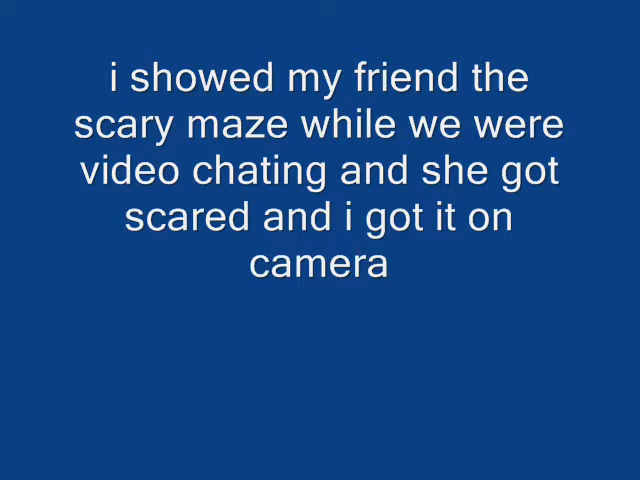 i showed my friend the
scary maze while we were
video chating and she got
scared and i got it on
camera